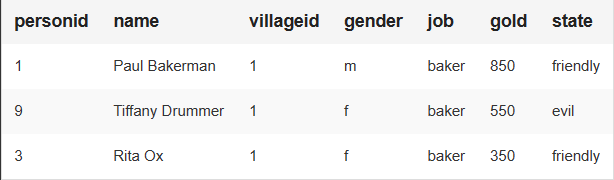 personid name villageid gender job gold state
1 Paul Bakerman 1 m baker 850 friendly
9 Tiffany Drummer 1 f baker 550 evil
3 Rita Ox 1 f baker 350 friendly